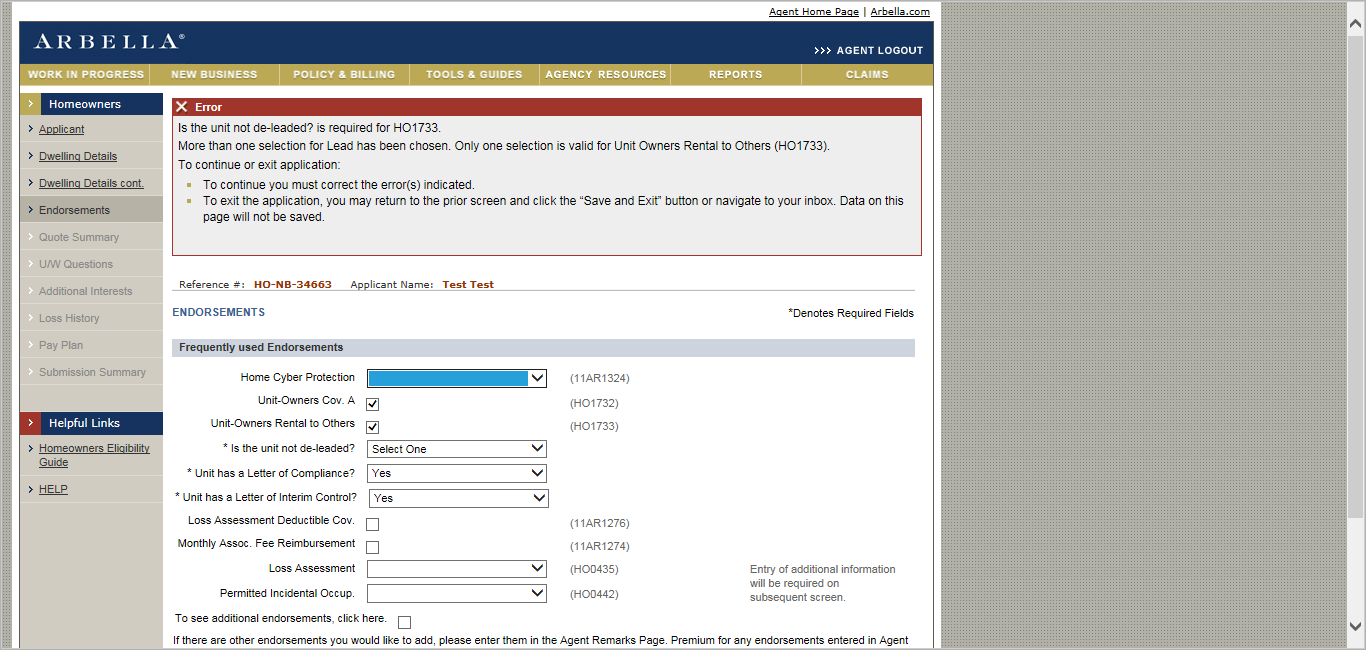 Agent Home Page | Arbella.com
ARBELLA®
>>> AGENT LOGOUT
WORK IN PROGRESS NEW BUSINESS POLICY & BILLING TOOLS & GUIDES AGENCY RESOURCES REPORTS CLAIMS
Homeowners
Applicant
Dwelling Details
Dwelling Details cont.
Endorsements
Quote Summary
U/W Questions
Additional Interests
Loss History
Pay Plan
Submission Summary
Helpful Links
Homeowners Eligibility
Guide
HELP
Error
Is the unit not de-leaded? is required for HO1733.
More than one selection for Lead has been chosen. Only one selection is valid for Unit Owners Rental to Others (HO1733).
To continue or exit application:
To continue you must correct the error(s) indicated.
To exit the application, you may return to the prior screen and click the “Save and Exit” button or navigate to your inbox. Data on this
page will not be saved.
Reference #: HO-NB-34663 Applicant Name: Test Test
ENDORSEMENTS *Denotes Required Fields
Frequently used Endorsements
Home Cyber Protection (11AR1324)
Unit-Owners Cov. A (HO1732)
Unit-Owners Rental to Others (HO1733)
* Is the unit not de-leaded? Select One
* Unit has a Letter of Compliance? Yes
* Unit has a Letter of Interim Control? Yes
Loss Assessment Deductible Cov. (11AR1276)
Monthly Assoc. Fee Reimbursement (11AR1274)
Loss Assessment (HO0435) Entry of additional information
will be required on
subsequent screen.
Permitted Incidental Occup. (HO0442)
To see additional endorsements, click here.
If there are other endorsements you would like to add, please enter them in the Agent Remarks Page. Premium for any endorsements entered in Agent